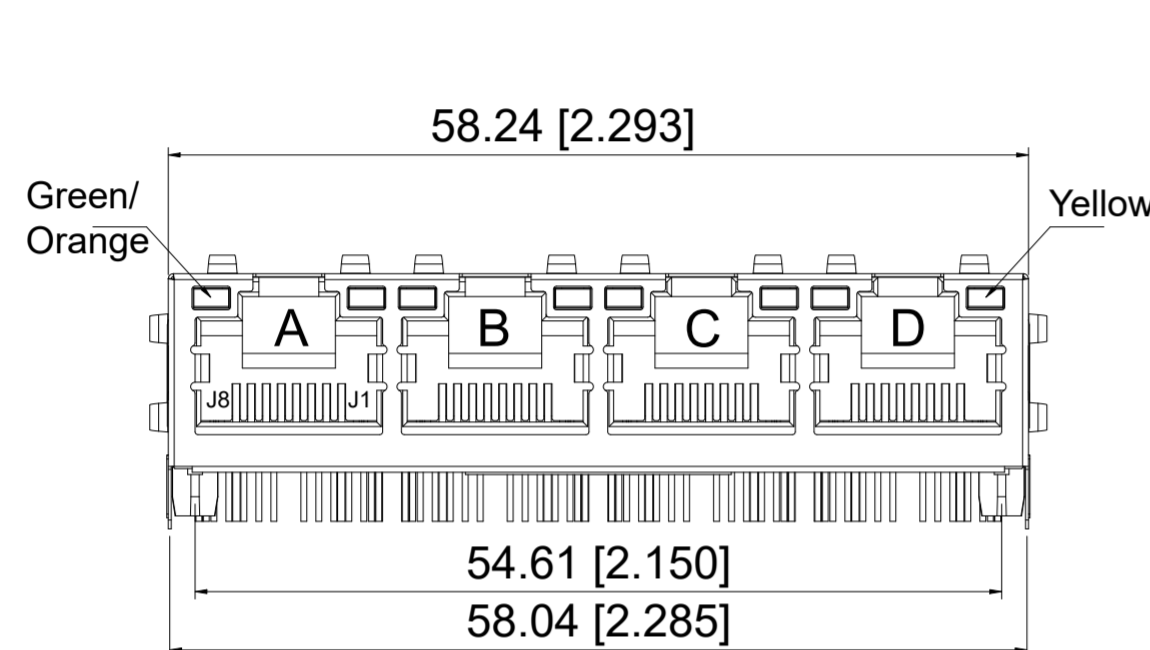 58.24 [2.293]
Green/
Orange
Yellow
A B C D
J8 J1
54.61 [2.150]
58.04 [2.285]